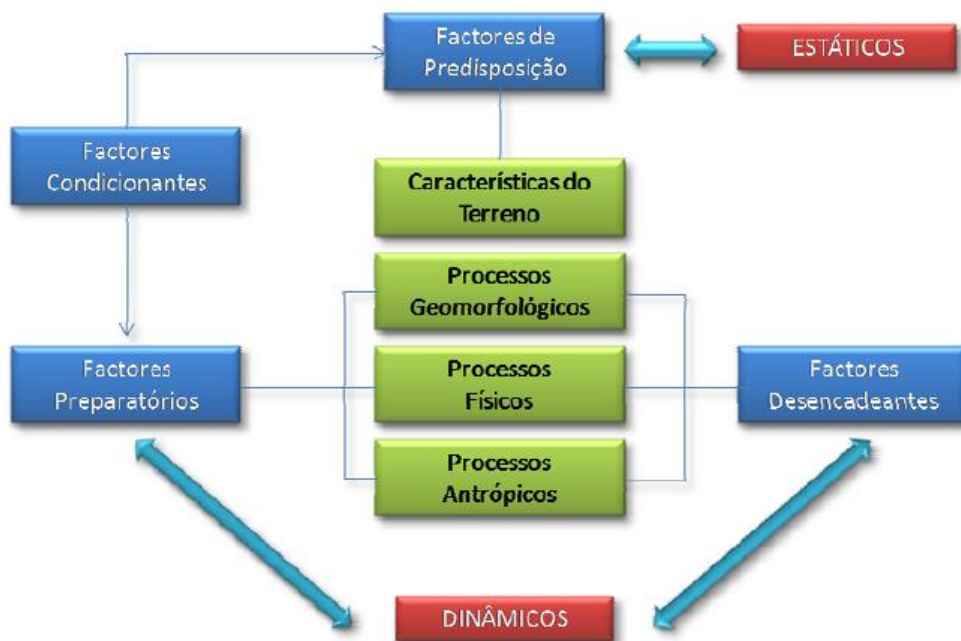 Factores de
Predisposição
ESTÁTICOS
Factores
Condicionantes
Características do
Terreno
Processos
Geomorfológicos
Factores
Preparatórios
Processos
Físicos
Factores
Desencadeantes
Processos
Antrópicos
DINÂMICOS